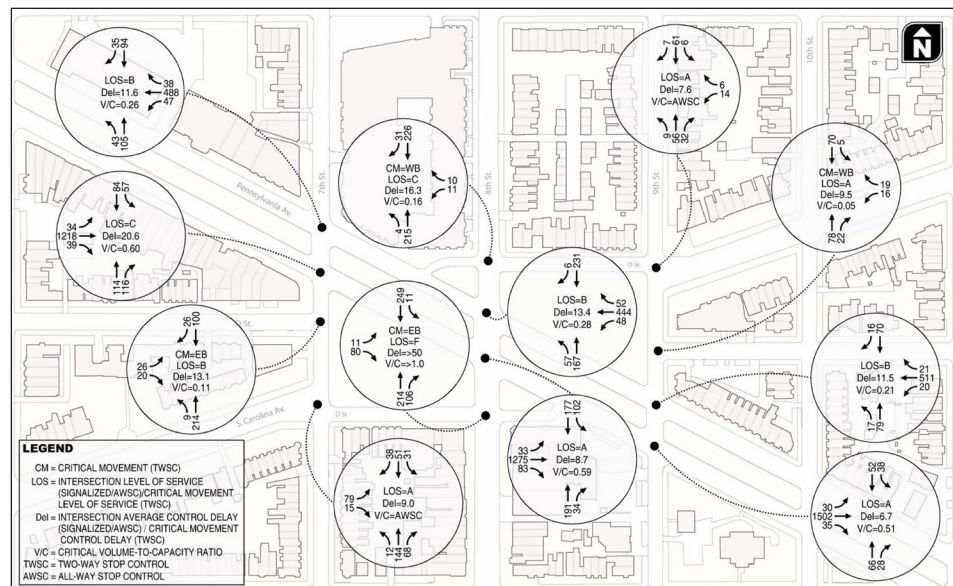 35
94
38
488
47
LOS=B
Del=11.6
V/C=0.26
43
105
31
226
CM=WB
LOS=C
Del=16.3
V/C=0.16
10
11
4
215
7
61
6
LOS=A
Del=7.6
V/C=AWSC
6
14
9
56
32
N
10th St.
70
5
CM=WB
LOS=A
Del=9.5
V/C=0.05
19
16
78
22
Pennsylvania Av.
7th St.
8th St.
9th St.
84
57
34
1218
39
LOS=C
Del=20.6
V/C=0.60
114
116
D St.
6
231
LOS=B
Del=13.4
V/C=0.28
52
444
48
57
167
249
11
11
80
CM=EB
LOS=F
Del=>50
V/C=>1.0
214
106
D St.
26
100
226
20
CM=EB
LOS=B
Del=13.1
V/C=0.11
9
214
16
70
LOS=B
Del=11.5
V/C=0.21
21
511
20
17
79
S. Carolina Av.
D St.
177
102
33
1275
83
LOS=A
Del=8.7
V/C=0.59
191
34
38
51
31
79
15
LOS=A
Del=9.0
V/C=AWSC
12
144
68
52
38
30
1502
35
LOS=A
Del=6.7
V/C=0.51
66
28
LEGEND
CM = CRITICAL MOVEMENT (TWSC)
LOS = INTERSECTION LEVEL OF SERVICE
(SIGNALIZED/AWSC)/CRITICAL MOVEMENT
LEVEL OF SERVICE (TWSC)
Del = INTERSECTION AVERAGE CONTROL DELAY
(SIGNALIZED/AWSC) / CRITICAL MOVEMENT
CONTROL DELAY (TWSC)
V/C = CRITICAL VOLUME-TO-CAPACITY RATIO
TWSC = TWO-WAY STOP CONTROL
AWSC = ALL-WAY STOP CONTROL